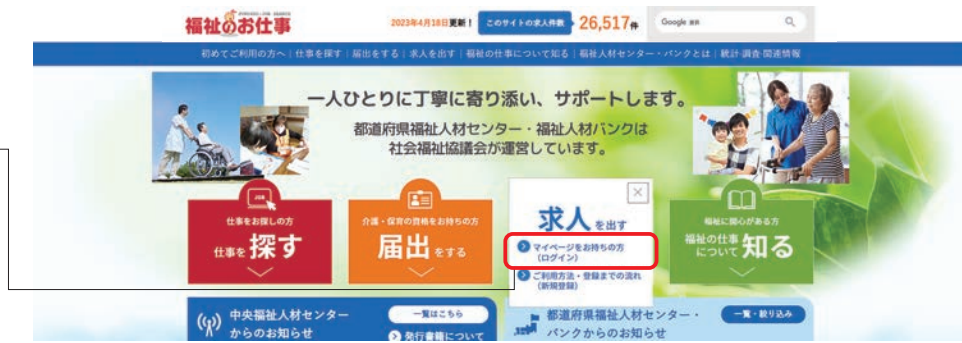 福祉のお仕事
2023年4月18日更新！
このサイトの求人件数
26,517件
Google 検索
初めてご利用の方へ｜仕事を探す｜届出をする｜求人を出す｜福祉の仕事について知る｜福祉人材センター・バンクとは｜統計·調査·関連情報
一人ひとりに丁寧に寄り添い、サポートします。
都道府県福祉人材センター・福祉人材バンクは
社会福祉協議会が運営しています。
JOB
仕事をお探しの方
仕事を 探す
介護・保育の資格をお持ちの方
届出をする
求人を出す
マイページをお持ちの方
（ログイン）
ご利用方法・登録までの流れ
（新規登録）
福祉に関心がある方
福祉の仕事
について 知る
中央福祉人材センター
からのお知らせ
一覧はこちら
発行書籍について
都道府県福祉人材センター・
バンクからのお知らせ
一覧・絞り込み